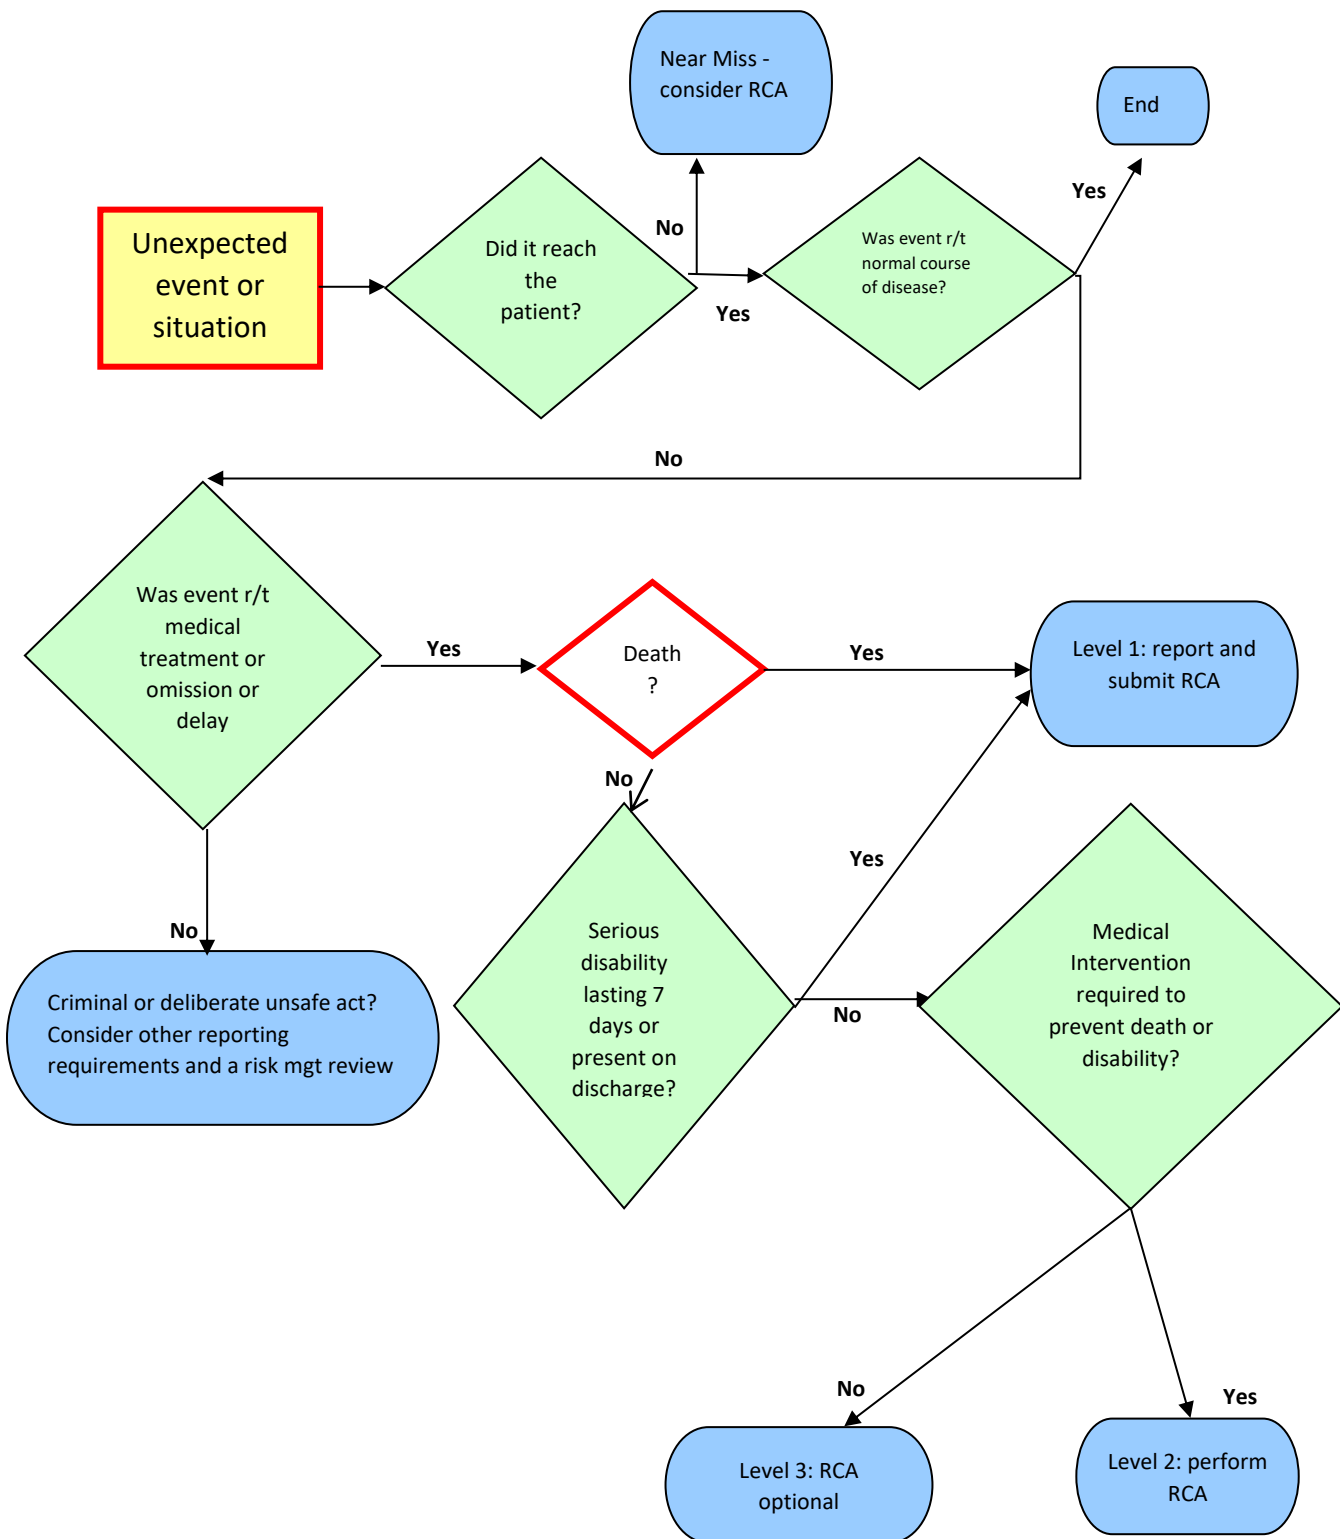 Near Miss -
consider RCA
End
Yes
No
Unexpected
event or
situation
Did it reach
the
patient?
Yes
Was event r/t
normal course
of disease?
No
Was event r/t
medical
treatment or
omission or
delay
Yes
Death
?
Yes
Level 1: report and
submit RCA
No
No
Criminal or deliberate unsafe act?
Consider other reporting
requirements and a risk mgt review
Serious
disability
lasting 7
days or
present on
discharge?
Yes
No
Medical
Intervention
required to
prevent death or
disability?
No
Yes
Level 3: RCA
optional
Level 2: perform
RCA